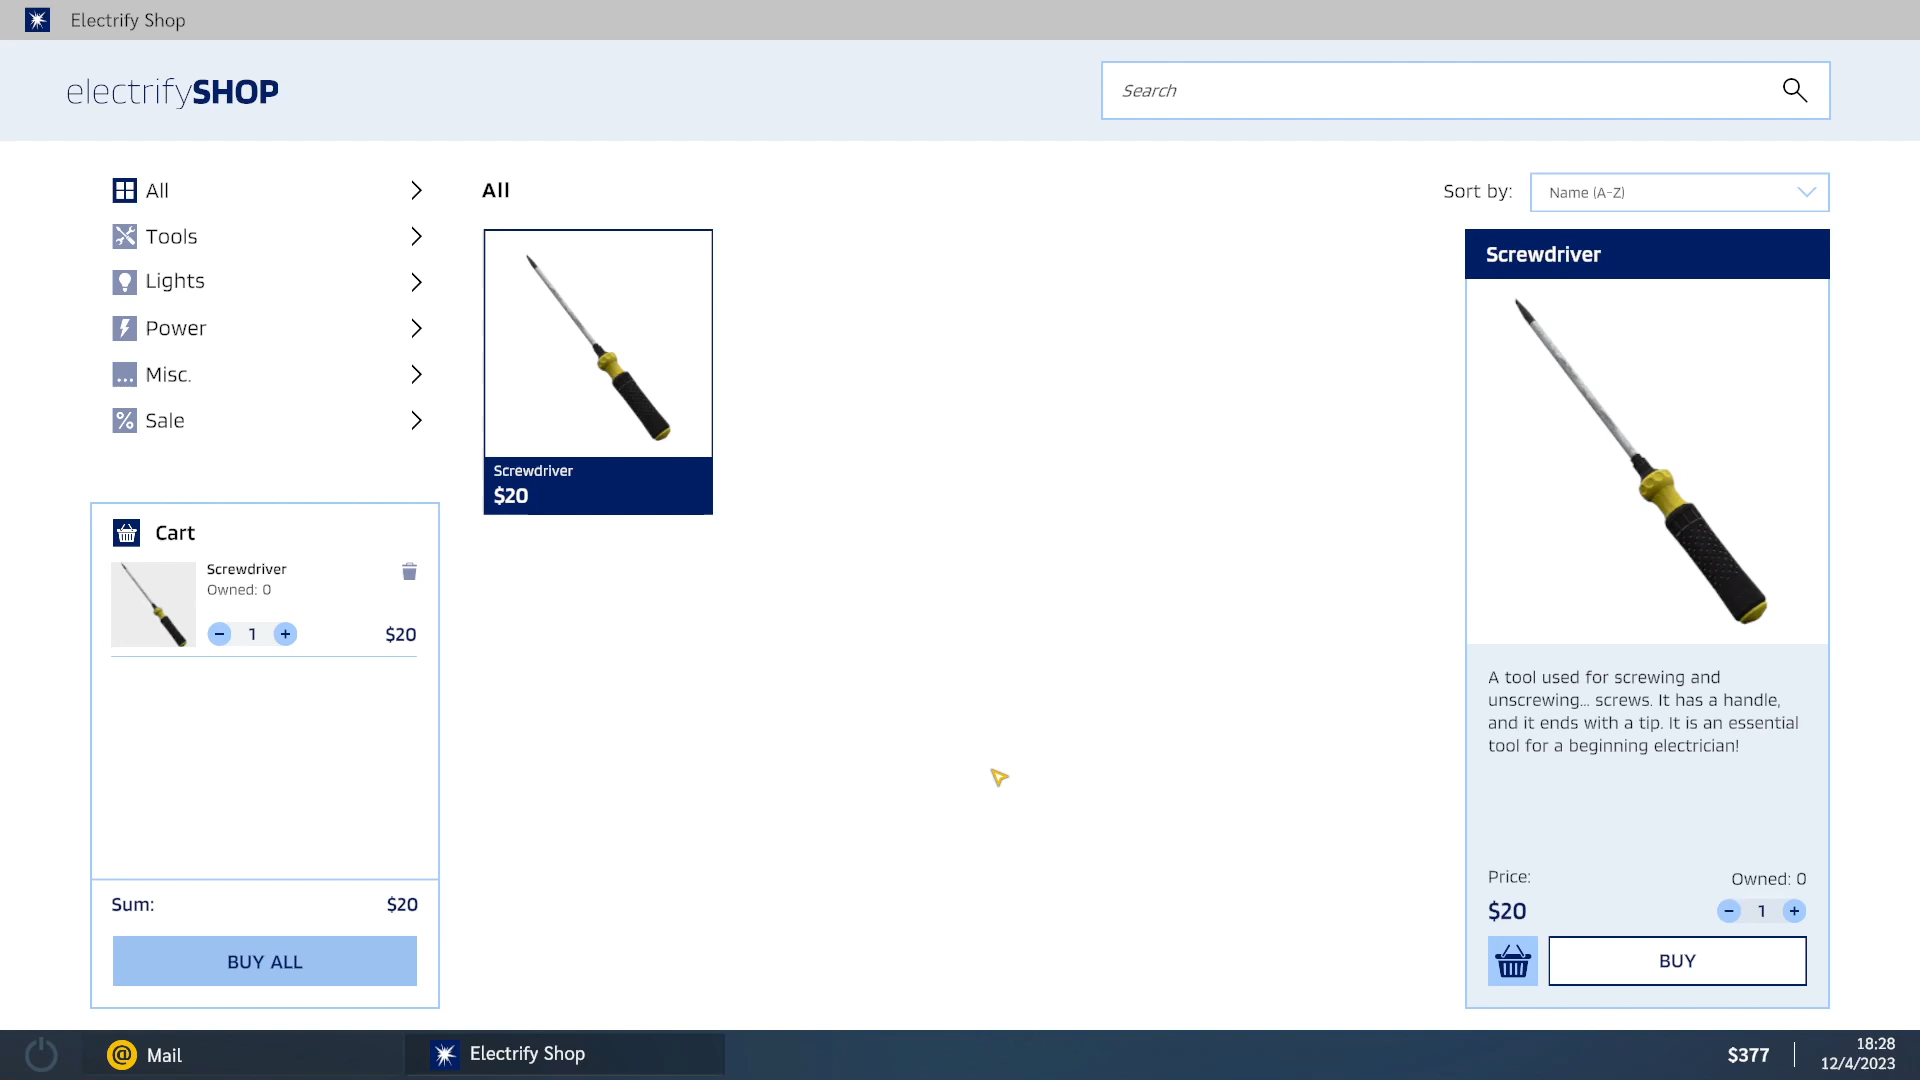 Electrify Shop
electrifySHOP
Search
All
Tools
Lights
Power
Misc.
Sale
All
Sort by:
Name (A-Z)
Screwdriver
$20
Cart
Screwdriver
Owned: 0
1
$20
Sum:
$20
BUY ALL
Screwdriver
A tool used for screwing and
unscrewing... screws. It has a handle,
and it ends with a tip. It is an essential
tool for a beginning electrician!
Price:
Owned: 0
$20
1
BUY
Mail
Electrify Shop
$377
18:28
12/4/2023